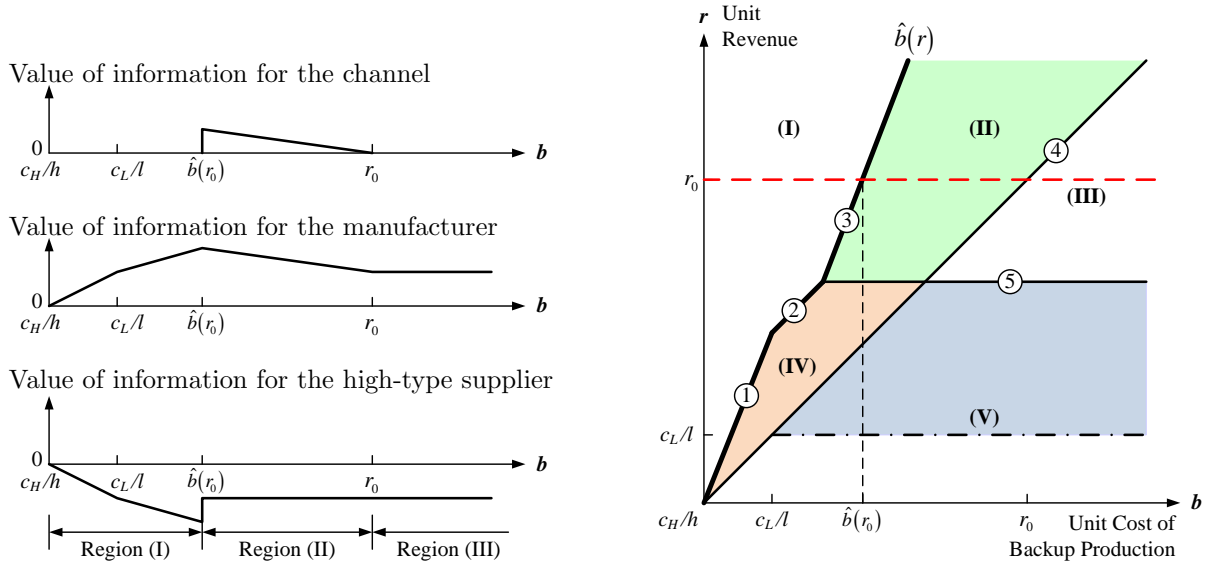 Value of information for the channel
0
c_H/h c_L/l b̂(r_0) r_0 b
Value of information for the manufacturer
0
c_H/h c_L/l b̂(r_0) r_0 b
Value of information for the high-type supplier
0
c_H/h c_L/l b̂(r_0) r_0 b
Region (I) Region (II) Region (III)
r Unit
Revenue
b̂(r)
(I) (II) 4
r_0
(III)
3
5
2
(IV)
1
(V)
c_L/l
c_H/h c_L/l b̂(r_0) r_0 b
Unit Cost of
Backup Production